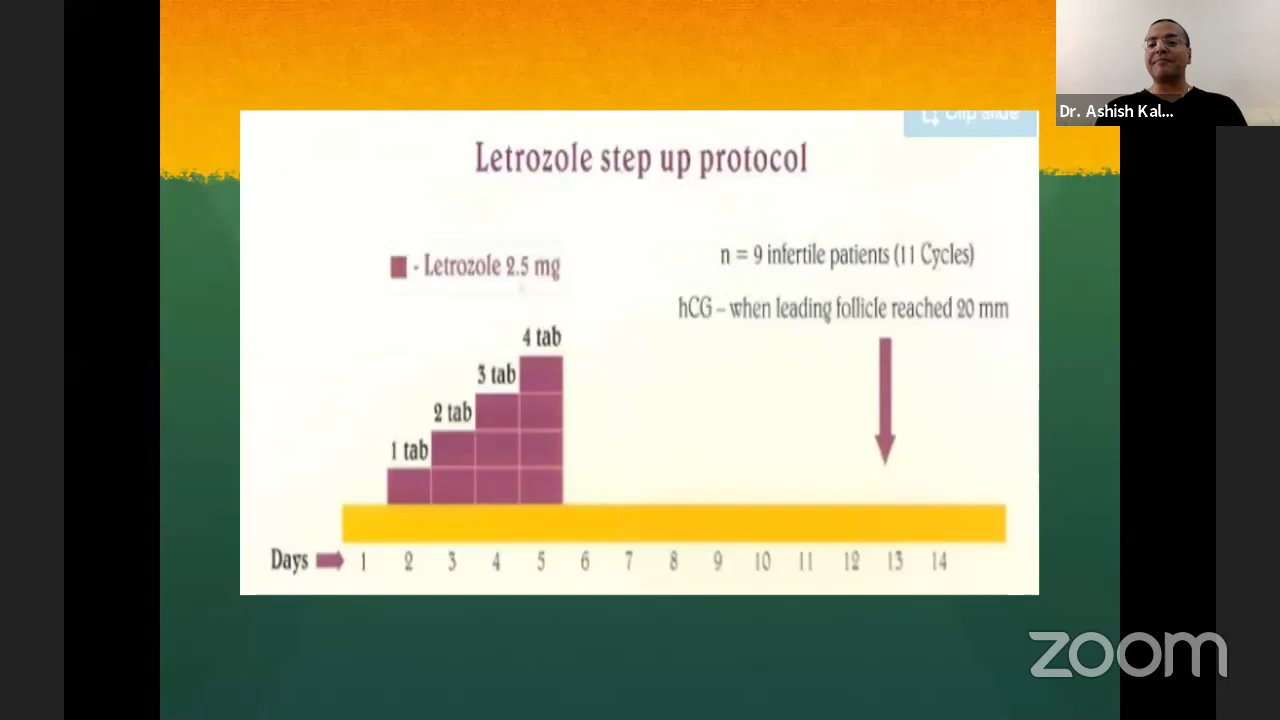 Dr. Ashish Kal...
Clip slide
Letrozole step up protocol
n = 9 infertile patients (11 Cycles)
- Letrozole 2.5 mg
hCG – when leading follicle reached 20 mm
4 tab
3 tab
2 tab
1 tab
Days 1 2 3 4 5 6 7 8 9 10 11 12 13 14
zoom